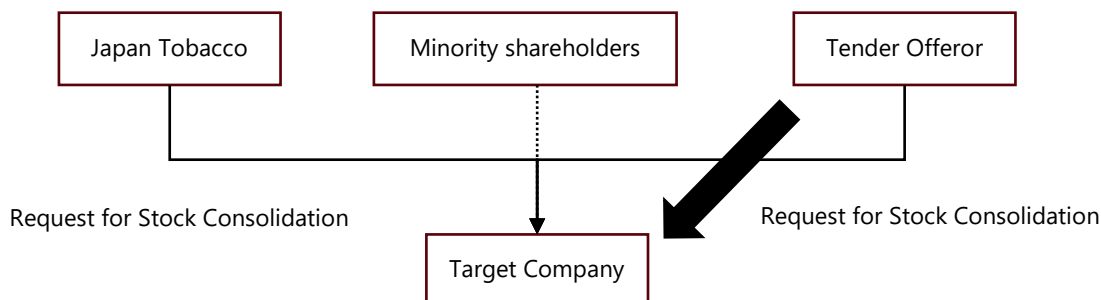 Japan Tobacco
Minority shareholders
Tender Offeror
Request for Stock Consolidation
Request for Stock Consolidation
Target Company